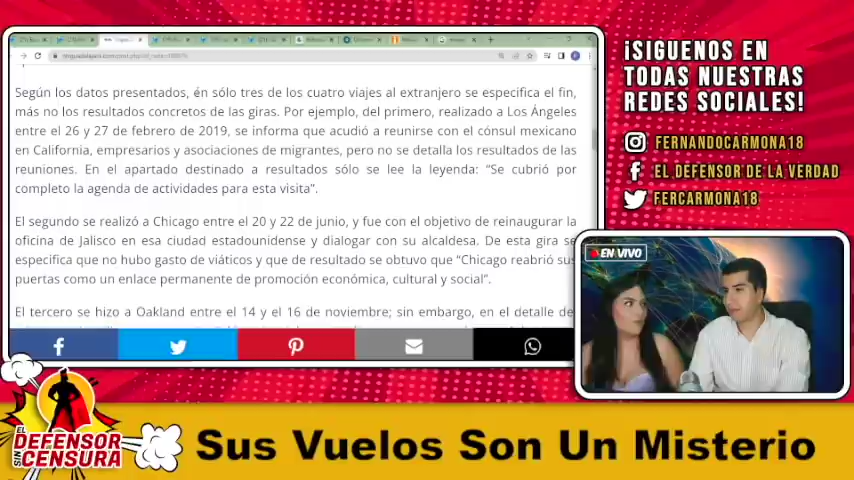 Según los datos presentados, én sólo tres de los cuatro viajes al extranjero se especifica el fin,
más no los resultados concretos de las giras. Por ejemplo, del primero, realizado a Los Ángeles
entre el 26 y 27 de febrero de 2019, se informa que acudió a reunirse con el cónsul mexicano
en California, empresarios y asociaciones de migrantes, pero no se detalla los resultados de las
reuniones. En el apartado destinado a resultados sólo se lee la leyenda: “Se cubrió por
completo la agenda de actividades para esta visita”.
El segundo se realizó a Chicago entre el 20 y 22 de junio, y fue con el objetivo de reinaugurar la
oficina de Jalisco en esa ciudad estadounidense y dialogar con su alcaldesa. De esta gira se
especifica que no hubo gasto de viáticos y que de resultado se obtuvo que “Chicago reabrió sus
puertas como un enlace permanente de promoción económica, cultural y social”.
El tercero se hizo a Oakland entre el 14 y el 16 de noviembre; sin embargo, en el detalle de
¡SIGUENOS EN
TODAS NUESTRAS
REDES SOCIALES!
FERNANDOCARMONA18
EL DEFENSOR DE LA VERDAD
FERCARMONA18
EN VIVO
EL
DEFENSOR
SIN
CENSURA
Sus Vuelos Son Un Misterio